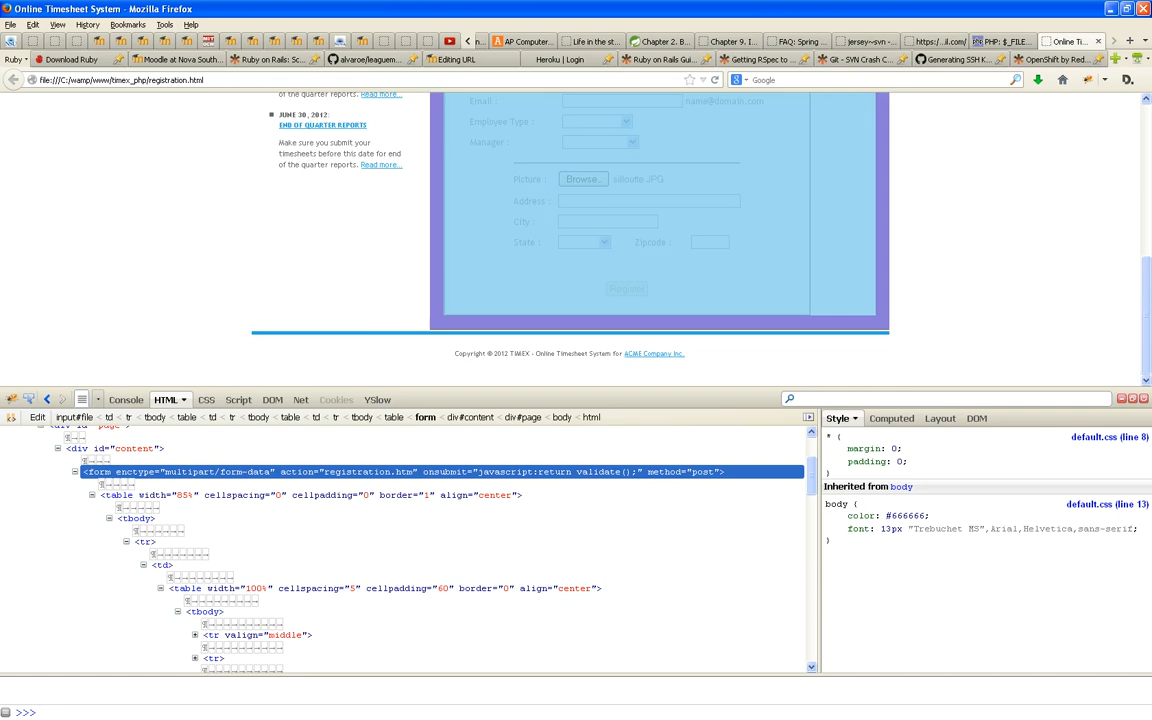 Online Timesheet System - Mozilla Firefox
File Edit View History Bookmarks Tools Help
n... AP Computer... Life in the st... Chapter 2. B... Chapter 9. I... FAQ: Spring ... jersey~svn ~... https:/...il.com/ PHP: $_FILE... Online Ti...
Ruby Download Ruby Moodle at Nova South... Ruby on Rails: Sc... alvaroe/leaguem... Editing URL Heroku | Login Ruby on Rails Gui... Getting RSpec to ... Git - SVN Crash C... Generating SSH K... OpenShift by Red...
file:///C:/wamp/www/timex_php/registration.html
Google
of the quarter reports. Read more...
JUNE 30, 2012:
END OF QUARTER REPORTS
Make sure you submit your
timesheets before this date for end
of the quarter reports. Read more...
Email : name@domain.com
Employee Type :
Manager :
Picture : Browse... silloutte.JPG
Address :
City :
State : Zipcode :
Register
Copyright © 2012 TIMEX - Online Timesheet System for ACME Company Inc.
Console HTML CSS Script DOM Net Cookies YSlow
Edit input#file < td < tr < tbody < table < td < tr < tbody < table < td < tr < tbody < table < form < div#content < div#page < body < html
<div id="page">
<div id="content">
<form enctype="multipart/form-data" action="registration.htm" onsubmit="javascript:return validate();" method="post">
<table width="85%" cellspacing="0" cellpadding="0" border="1" align="center">
<tbody>
<tr>
<td>
<table width="100%" cellspacing="5" cellpadding="60" border="0" align="center">
<tbody>
<tr valign="middle">
<tr>
Style Computed Layout DOM
* { default.css (line 8)
margin: 0;
padding: 0;
}
Inherited from body
body { default.css (line 13)
color: #666666;
font: 13px "Trebuchet MS",Arial,Helvetica,sans-serif;
}
>>>